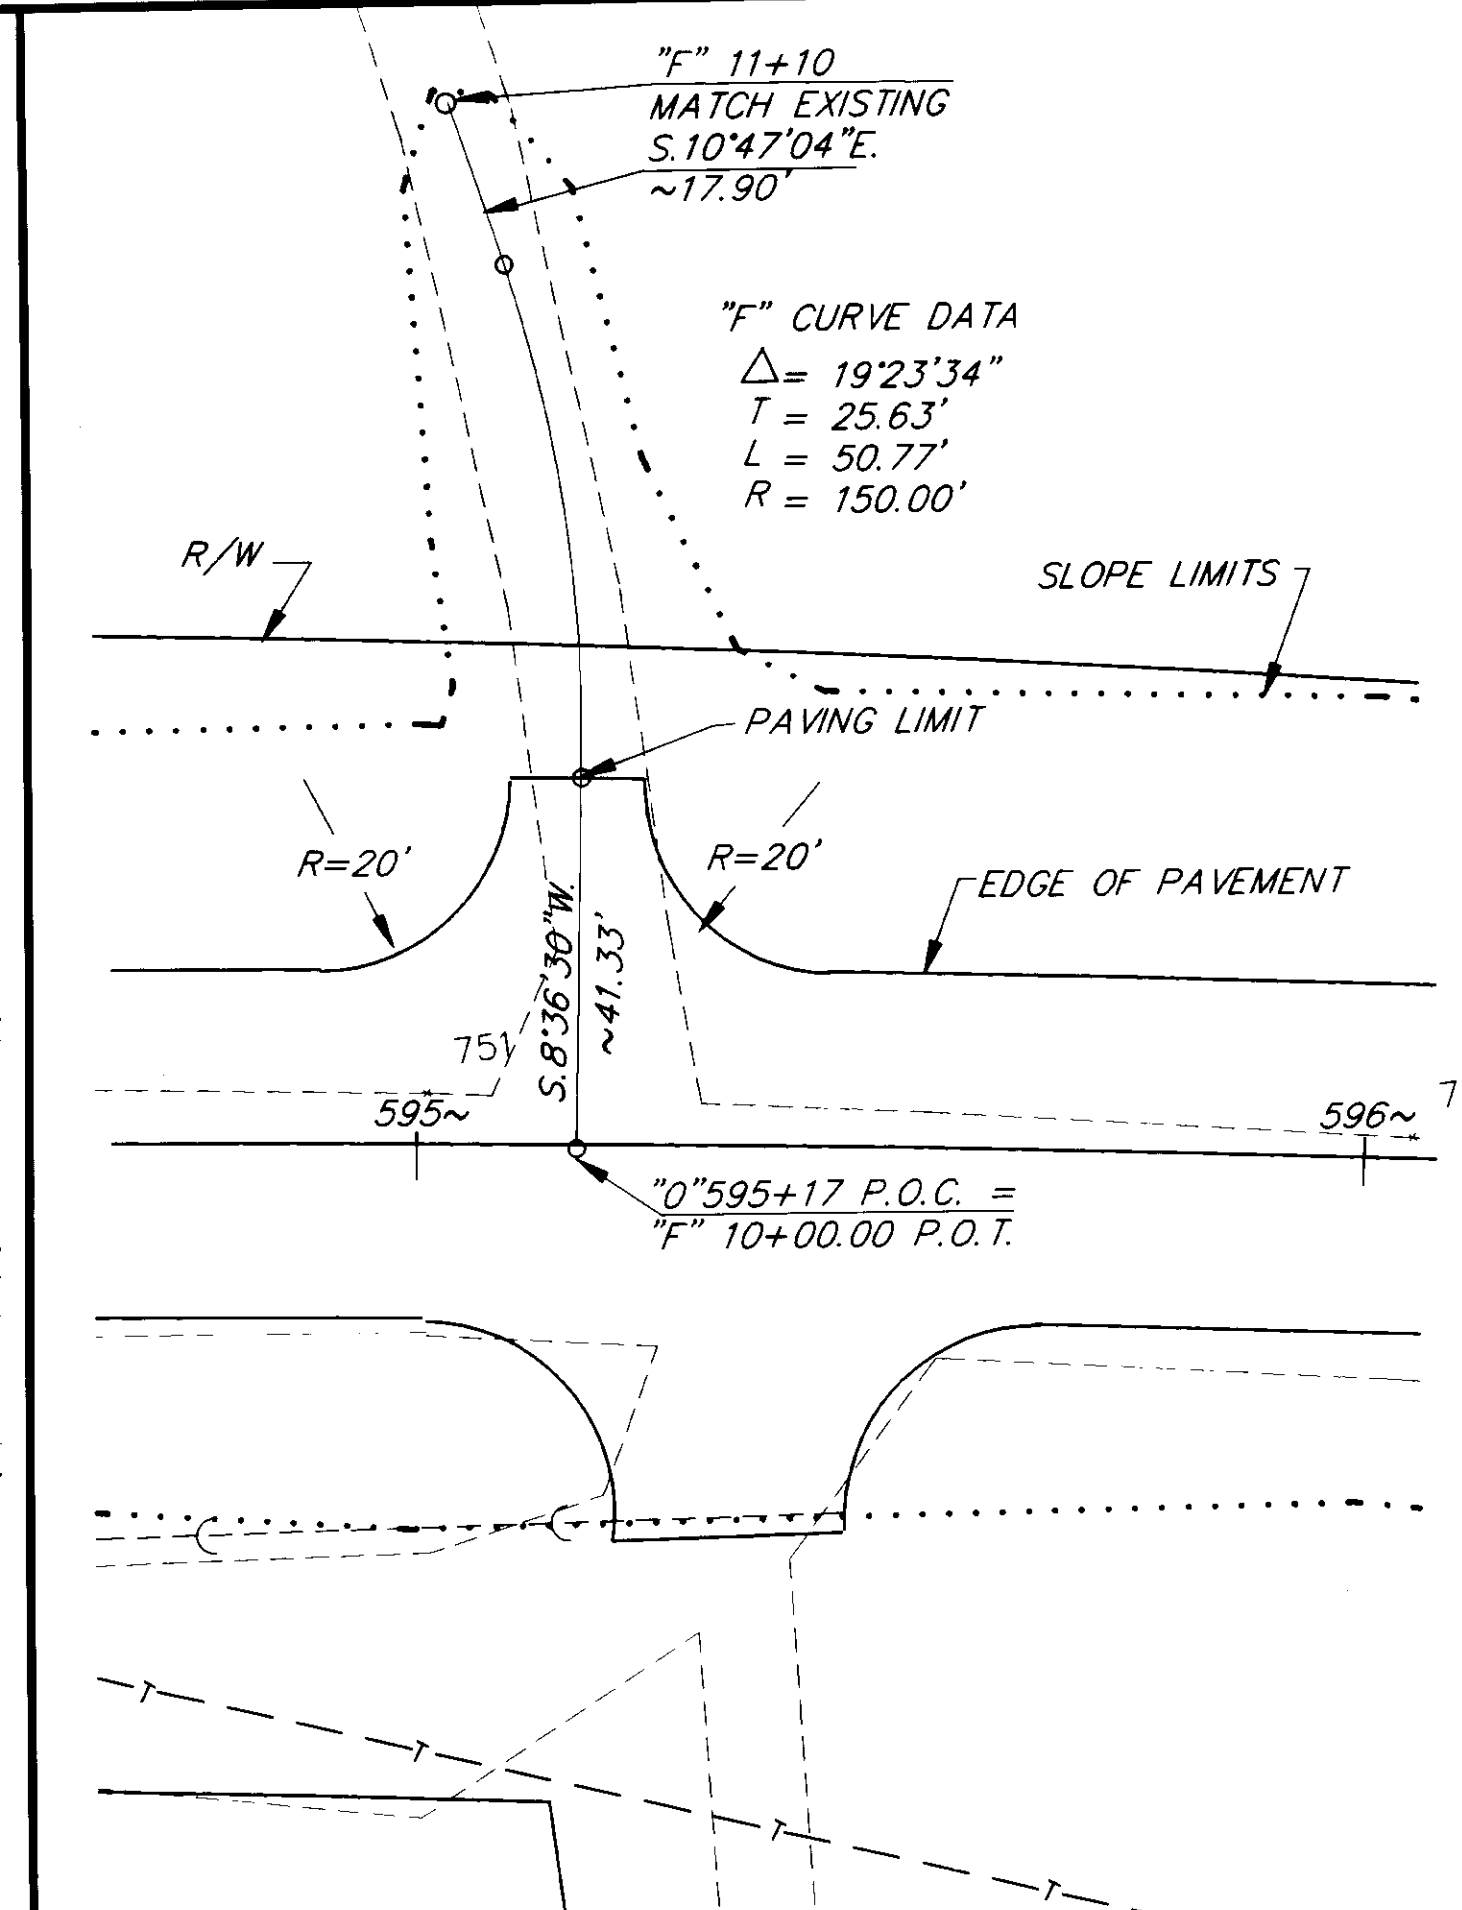 "F" 11+10
MATCH EXISTING
S.10°47'04"E.
~17.90'
"F" CURVE DATA
△= 19°23'34"
T = 25.63'
L = 50.77'
R = 150.00'
R/W
SLOPE LIMITS
PAVING LIMIT
R=20'
R=20'
EDGE OF PAVEMENT
S.8°36'30"W.
~41.33'
751
7
595~
596~
"O"595+17 P.O.C. =
"F" 10+00.00 P.O.T.
T
T
T
T